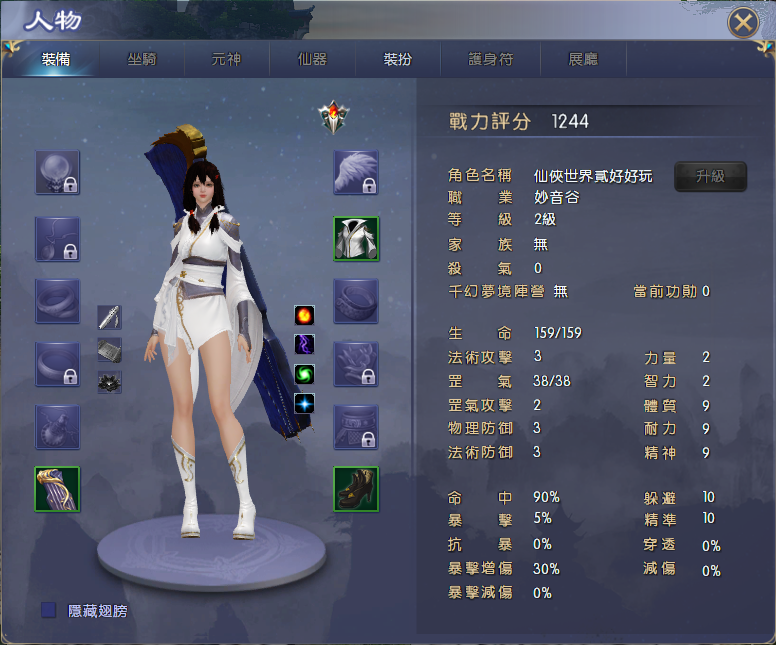 人物
裝備 坐騎 元神 仙器 裝扮 護身符 展廳
戰力評分 1244
角色名稱 仙俠世界貳好好玩 升級
職業 妙音谷
等級 2級
家族 無
殺氣 0
千幻夢境陣營 無 當前功勛 0
生命 159/159
法術攻擊 3 力量 2
罡氣 38/38 智力 2
罡氣攻擊 2 體質 9
物理防御 3 耐力 9
法術防御 3 精神 9
命中 90% 躲避 10
暴擊 5% 精準 10
抗暴 0% 穿透 0%
暴擊增傷 30% 減傷 0%
暴擊減傷 0%
隱藏翅膀